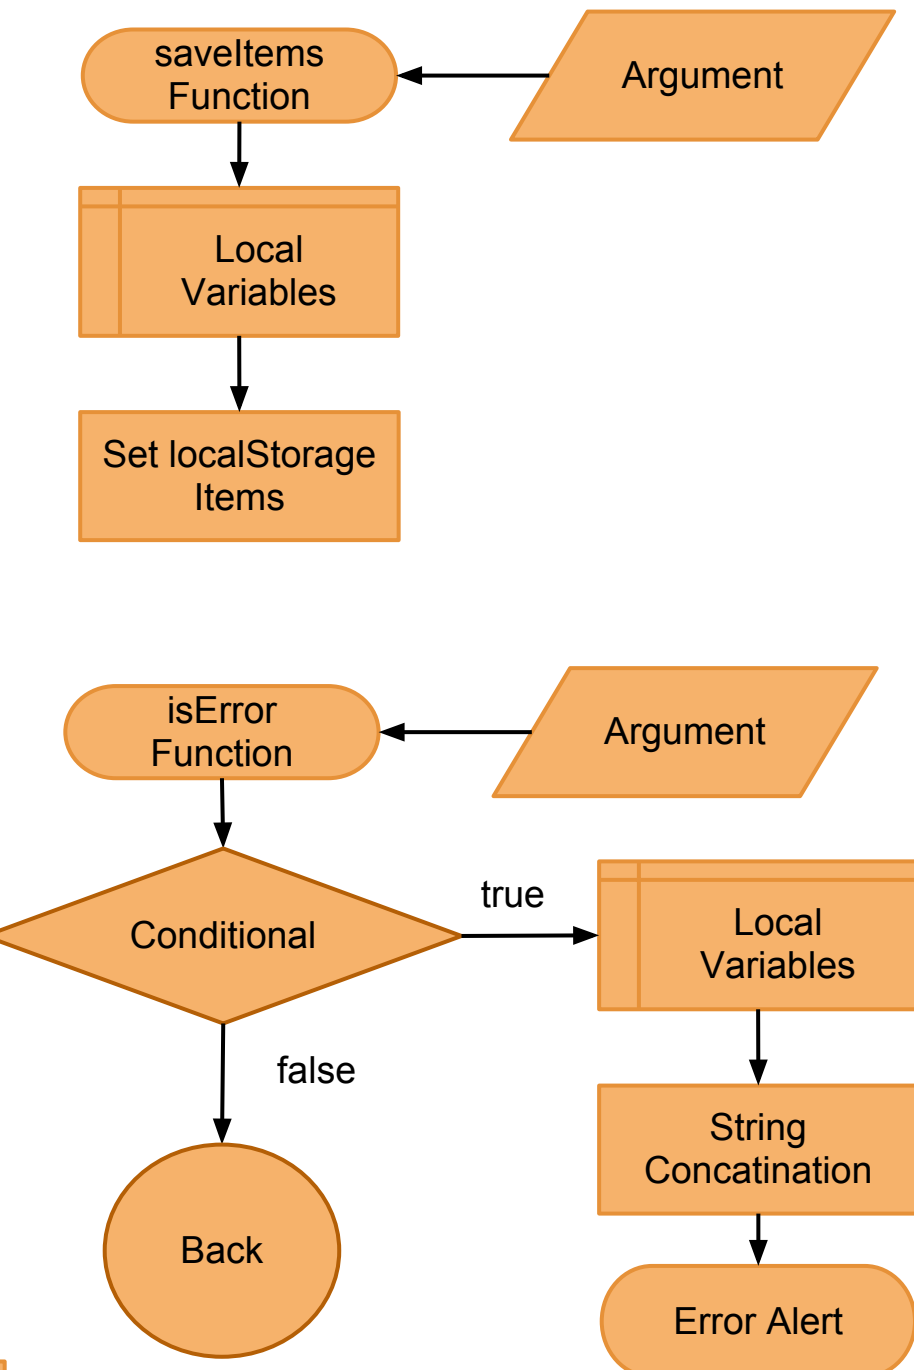 saveItems
Function
Argument
Local
Variables
Set localStorage
Items
isError
Function
Argument
Conditional
true
Local
Variables
false
String
Concatination
Back
Error Alert